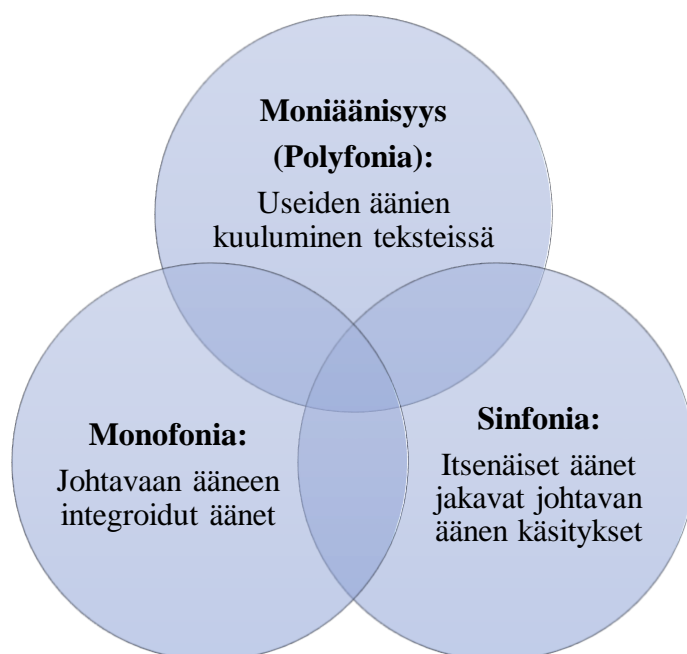 Moniäänisyys
(Polyfonia):
Useiden äänien
kuuluminen teksteissä
Monofonia:
Johtavaan ääneen
integroidut äänet
Sinfonia:
Itsenäiset äänet
jakavat johtavan
äänen käsitykset